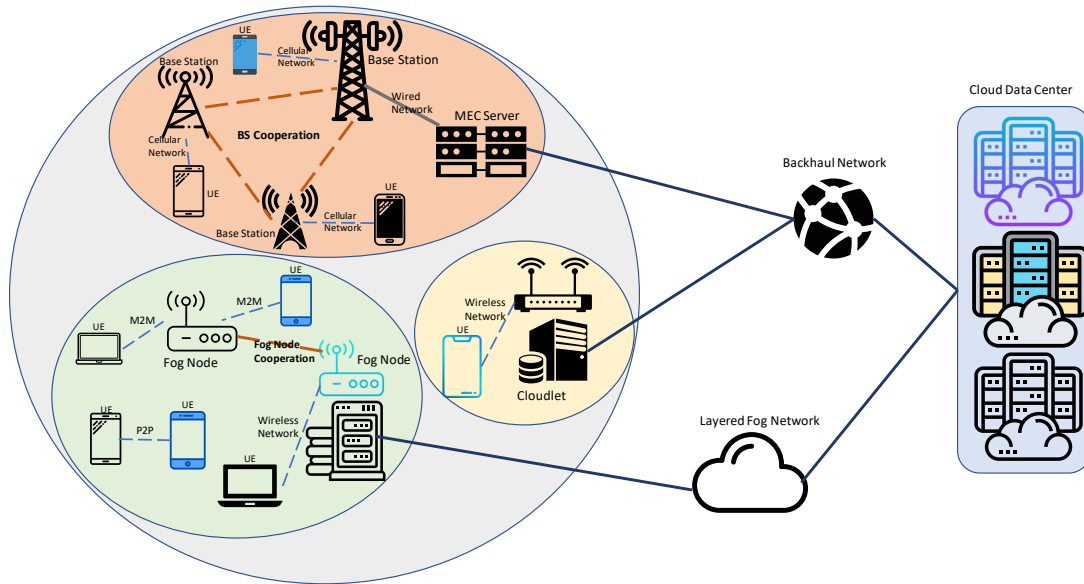 UE
Cellular
Network
Base Station
Base Station
Wired
Network
Cloud Data Center
MEC Server
BS Cooperation
Cellular
Network
UE
Backhaul Network
UE
Cellular
Network
Base Station
UE
M2M
Wireless
Network
UE
M2M
UE
Fog Node
Fog Node
Cooperation
Fog Node
Cloudlet
UE
P2P
UE
Wireless
Network
Layered Fog Network
UE